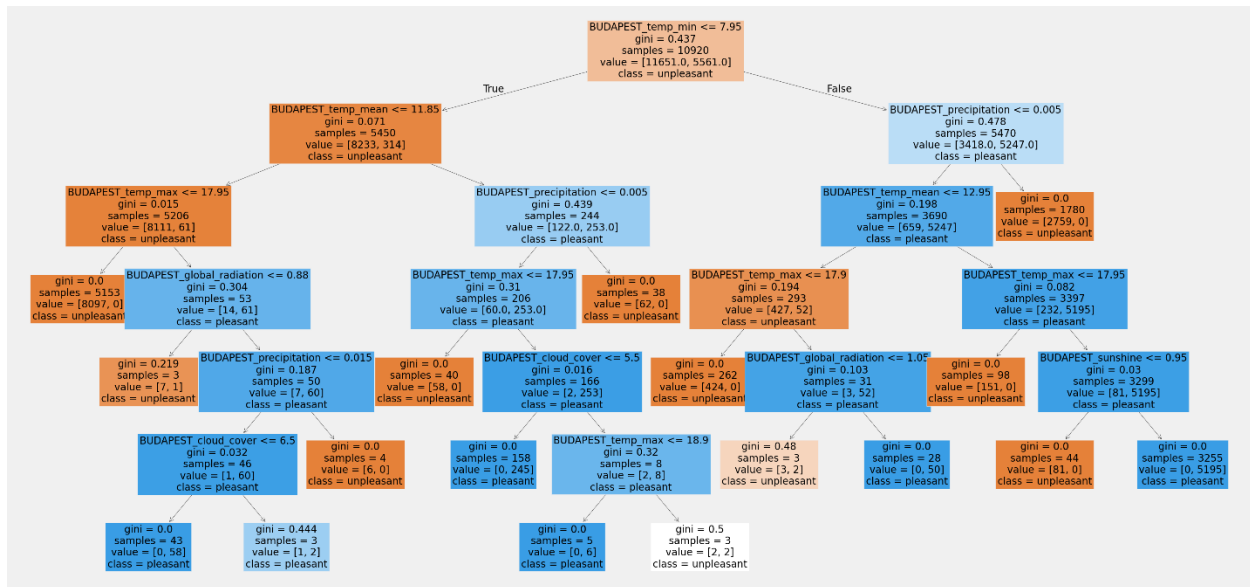 BUDAPEST_temp_min <= 7.95
gini = 0.437
samples = 10920
value = [11651.0, 5561.0]
class = unpleasant
True
False
BUDAPEST_temp_mean <= 11.85
gini = 0.071
samples = 5450
value = [8233, 314]
class = unpleasant
BUDAPEST_precipitation <= 0.005
gini = 0.478
samples = 5470
value = [3418.0, 5247.0]
class = pleasant
BUDAPEST_temp_max <= 17.95
gini = 0.015
samples = 5206
value = [8111, 61]
class = unpleasant
BUDAPEST_precipitation <= 0.005
gini = 0.439
samples = 244
value = [122.0, 253.0]
class = pleasant
BUDAPEST_temp_mean <= 12.95
gini = 0.198
samples = 3690
value = [659, 5247]
class = pleasant
gini = 0.0
samples = 1780
value = [2759, 0]
class = unpleasant
gini = 0.0
samples = 5153
value = [8097, 0]
class = unpleasant
BUDAPEST_global_radiation <= 0.88
gini = 0.304
samples = 53
value = [14, 61]
class = pleasant
BUDAPEST_temp_max <= 17.95
gini = 0.31
samples = 206
value = [60.0, 253.0]
class = pleasant
gini = 0.0
samples = 38
value = [62, 0]
class = unpleasant
BUDAPEST_temp_max <= 17.9
gini = 0.194
samples = 293
value = [427, 52]
class = unpleasant
BUDAPEST_temp_max <= 17.95
gini = 0.082
samples = 3397
value = [232, 5195]
class = pleasant
gini = 0.219
samples = 3
value = [7, 1]
class = unpleasant
BUDAPEST_precipitation <= 0.015
gini = 0.187
samples = 50
value = [7, 60]
class = pleasant
gini = 0.0
samples = 40
value = [58, 0]
class = unpleasant
BUDAPEST_cloud_cover <= 5.5
gini = 0.016
samples = 166
value = [2, 253]
class = pleasant
gini = 0.0
samples = 262
value = [424, 0]
class = unpleasant
BUDAPEST_global_radiation <= 1.05
gini = 0.103
samples = 31
value = [3, 52]
class = pleasant
gini = 0.0
samples = 98
value = [151, 0]
class = unpleasant
BUDAPEST_sunshine <= 0.95
gini = 0.03
samples = 3299
value = [81, 5195]
class = pleasant
BUDAPEST_cloud_cover <= 6.5
gini = 0.032
samples = 46
value = [1, 60]
class = pleasant
gini = 0.0
samples = 4
value = [6, 0]
class = unpleasant
gini = 0.0
samples = 158
value = [0, 245]
class = pleasant
BUDAPEST_temp_max <= 18.9
gini = 0.32
samples = 8
value = [2, 8]
class = pleasant
gini = 0.48
samples = 3
value = [3, 2]
class = unpleasant
gini = 0.0
samples = 28
value = [0, 50]
class = pleasant
gini = 0.0
samples = 44
value = [81, 0]
class = unpleasant
gini = 0.0
samples = 3255
value = [0, 5195]
class = pleasant
gini = 0.0
samples = 43
value = [0, 58]
class = pleasant
gini = 0.444
samples = 3
value = [1, 2]
class = pleasant
gini = 0.0
samples = 5
value = [0, 6]
class = pleasant
gini = 0.5
samples = 3
value = [2, 2]
class = unpleasant